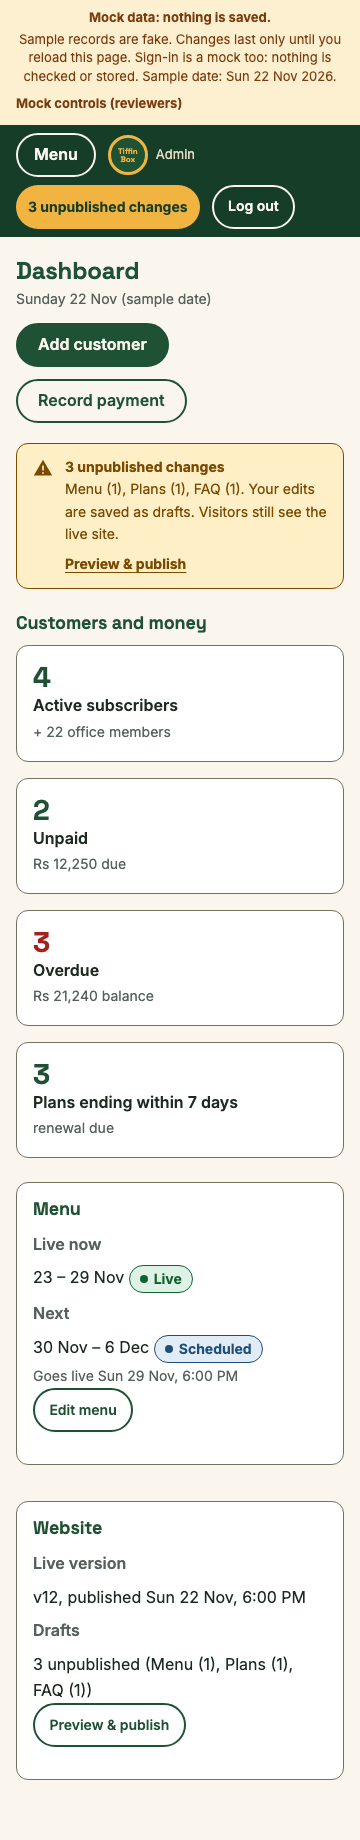 Mock data: nothing is saved.
Sample records are fake. Changes last only until you
reload this page. Sign-in is a mock too: nothing is
checked or stored. Sample date: Sun 22 Nov 2026.
Mock controls (reviewers)
Menu
Tiffin
Box
Admin
3 unpublished changes
Log out
Dashboard
Sunday 22 Nov (sample date)
Add customer
Record payment
3 unpublished changes
Menu (1), Plans (1), FAQ (1). Your edits
are saved as drafts. Visitors still see the
live site.
Preview & publish
Customers and money
4
Active subscribers
+ 22 office members
2
Unpaid
Rs 12,250 due
3
Overdue
Rs 21,240 balance
3
Plans ending within 7 days
renewal due
Menu
Live now
23 – 29 Nov Live
Next
30 Nov – 6 Dec Scheduled
Goes live Sun 29 Nov, 6:00 PM
Edit menu
Website
Live version
v12, published Sun 22 Nov, 6:00 PM
Drafts
3 unpublished (Menu (1), Plans (1),
FAQ (1))
Preview & publish